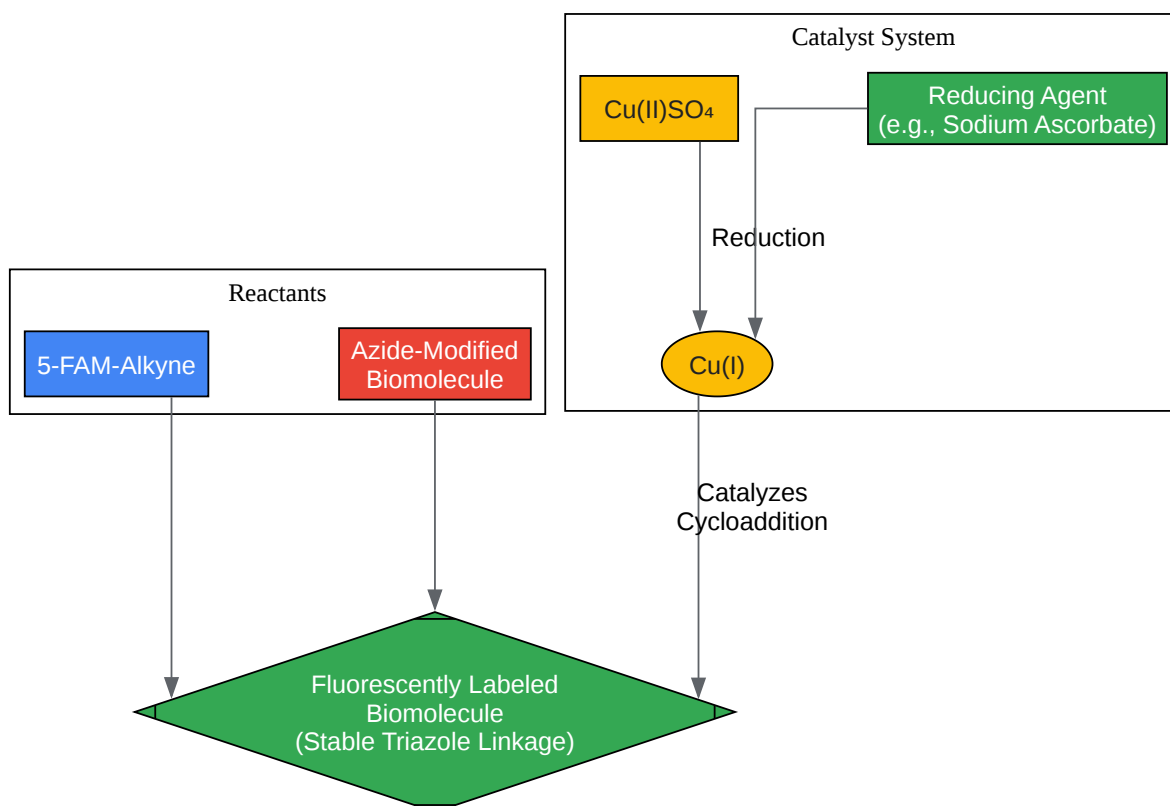 Catalyst System
Cu(II)SO₄
Reducing Agent
(e.g., Sodium Ascorbate)
Reduction
Reactants
5-FAM-Alkyne
Azide-Modified
Biomolecule
Cu(I)
Catalyzes
Cycloaddition
Fluorescently Labeled
Biomolecule
(Stable Triazole Linkage)